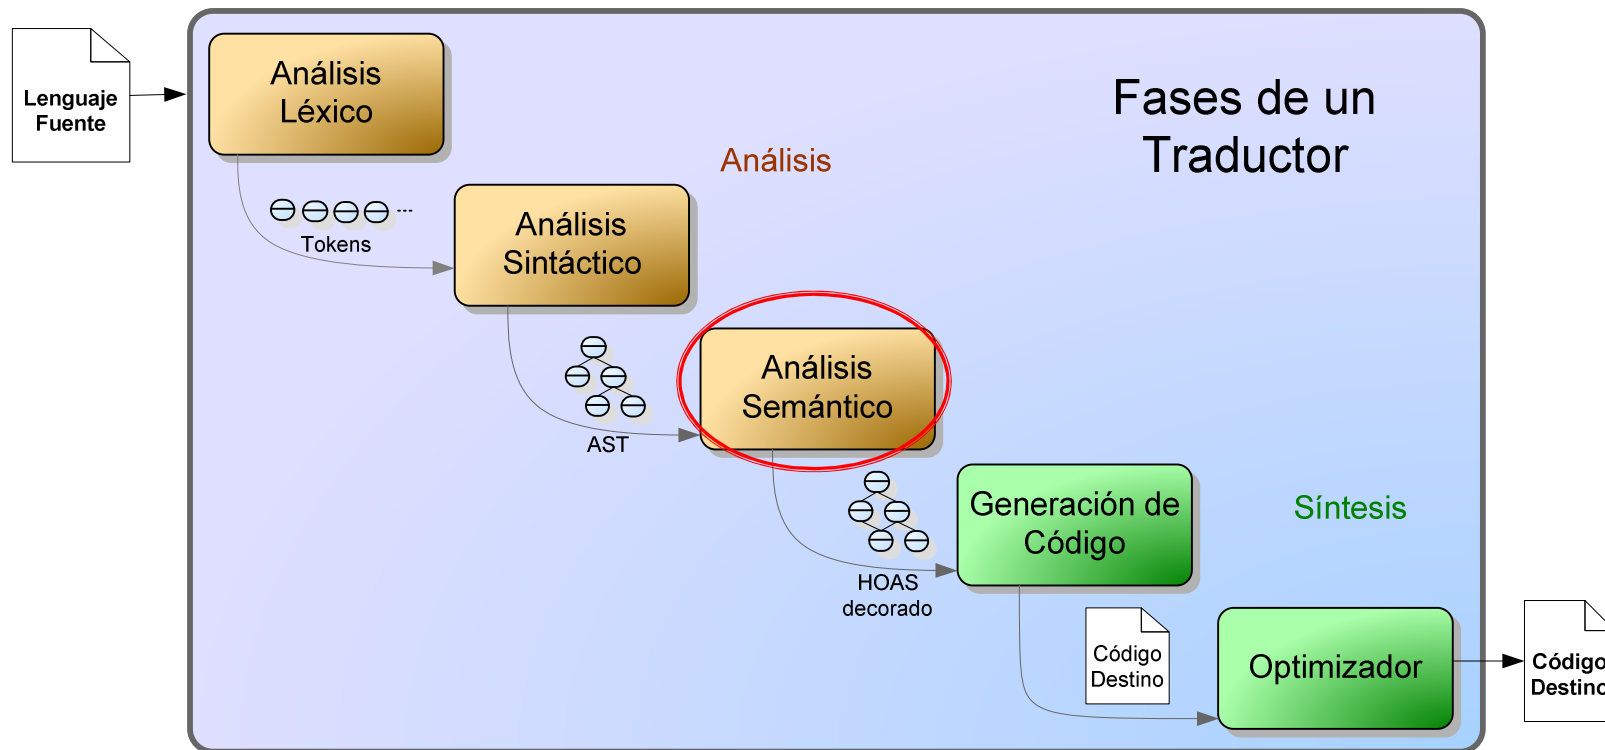 Lenguaje
Fuente
Análisis
Léxico
Fases de un
Traductor
Análisis
Tokens
Análisis
Sintáctico
AST
Análisis
Semántico
HOAS
decorado
Generación de
Código
Síntesis
Código
Destino
Optimizador
Código
Destino